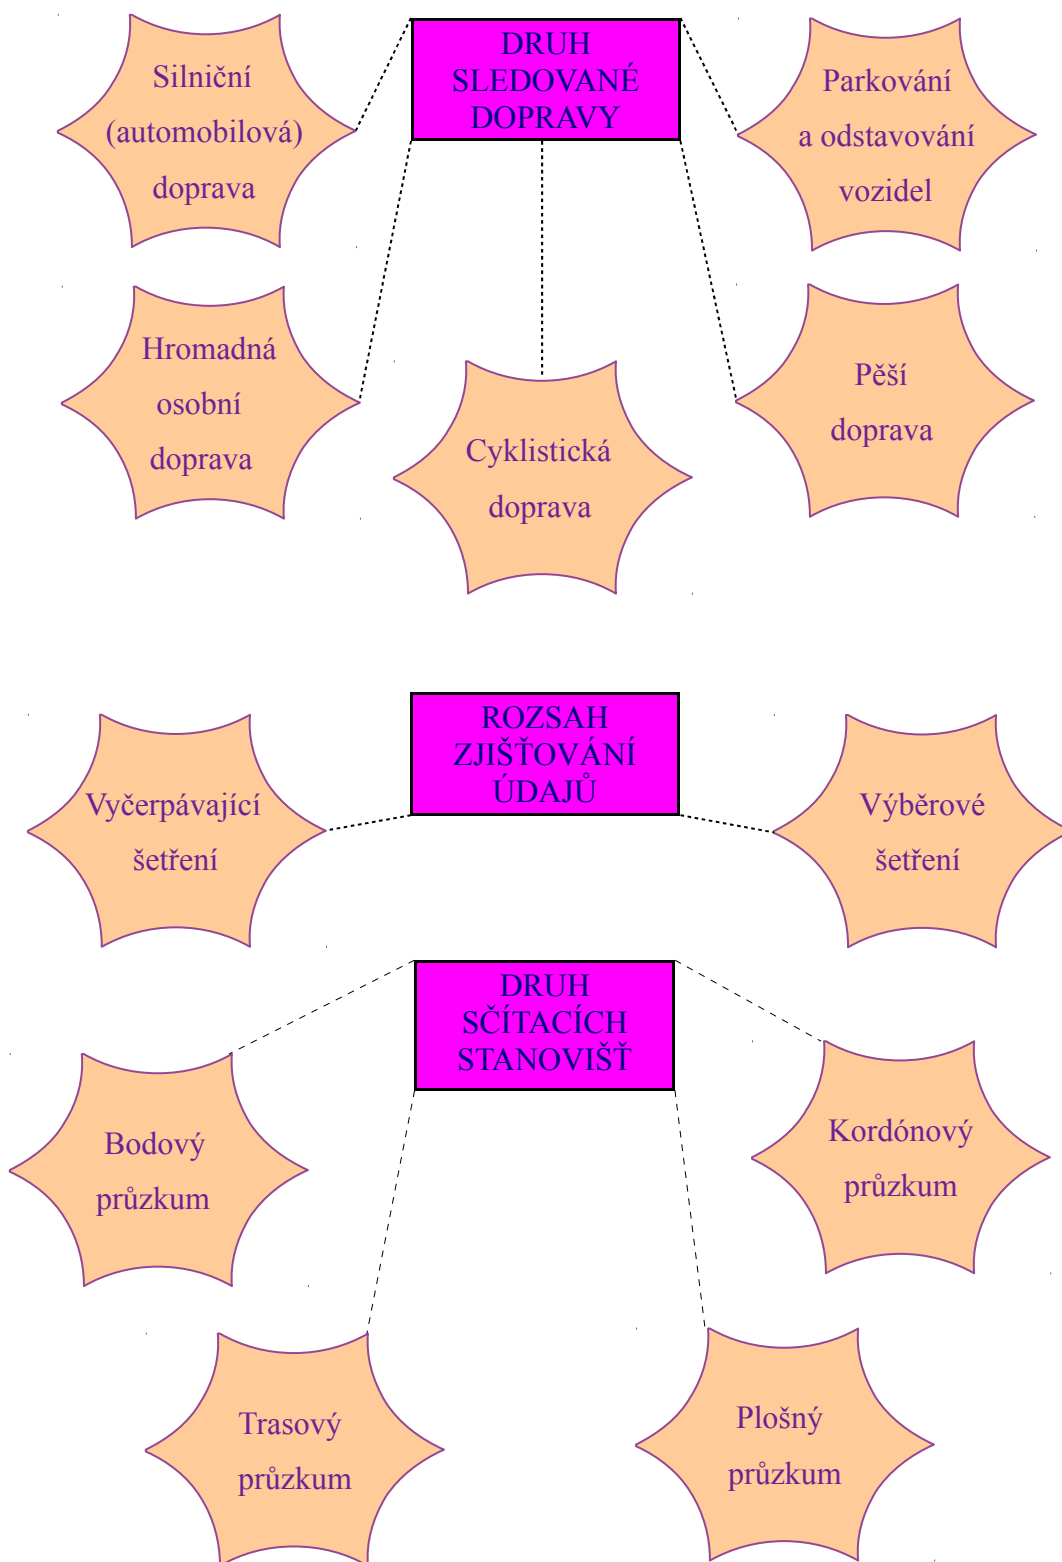 DRUH
SLEDOVANÉ
DOPRAVY
Silniční
(automobilová)
doprava
Parkování
a odstavování
vozidel
Hromadná
osobní
doprava
Cyklistická
doprava
Pěší
doprava
ROZSAH
ZJIŠŤOVÁNÍ
ÚDAJŮ
Vyčerpávající
šetření
Výběrové
šetření
DRUH
SČÍTACÍCH
STANOVIŠŤ
Bodový
průzkum
Kordónový
průzkum
Trasový
průzkum
Plošný
průzkum